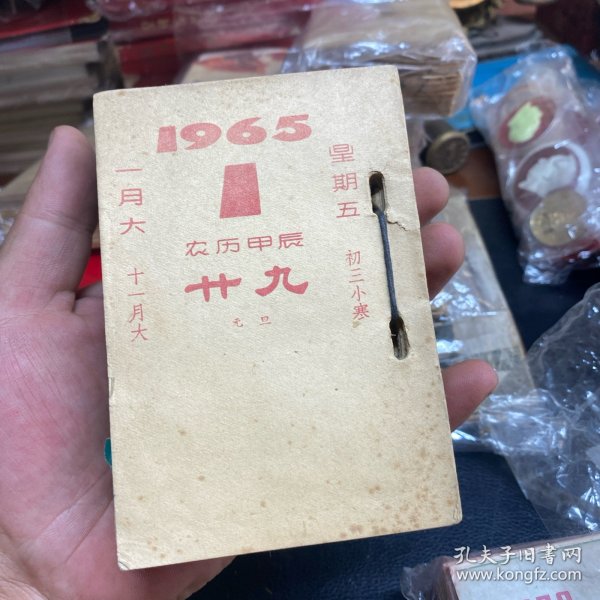 1965
一月大
1
星期五
农历甲辰
十一月大
廿九
初三小寒
元旦
孔夫子旧书网
www.kongfz.com